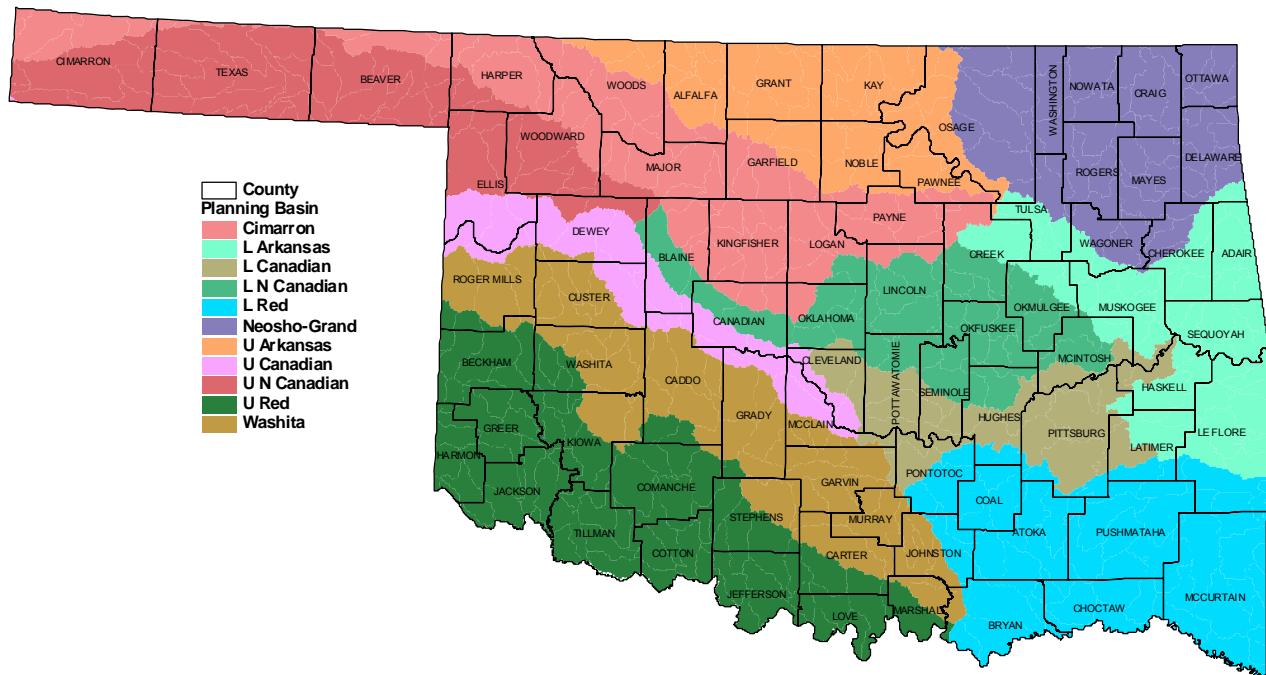 CIMARRON
TEXAS
BEAVER
HARPER
WOODS
ALFALFA
GRANT
KAY
OSAGE
WASHINGTON
NOWATA
CRAIG
OTTAWA
WOODWARD
MAJOR
GARFIELD
NOBLE
PAWNEE
ROGERS
MAYES
DELAWARE
ELLIS
DEWEY
BLAINE
KINGFISHER
LOGAN
PAYNE
CREEK
TULSA
WAGONER
CHEROKEE
ADAIR
County
Planning Basin
Cimarron
L Arkansas
L Canadian
L N Canadian
L Red
Neosho-Grand
U Arkansas
U Canadian
U N Canadian
U Red
Washita
ROGER MILLS
CUSTER
CANADIAN
OKLAHOMA
LINCOLN
OKFUSKEE
OKMULGEE
MUSKOGEE
SEQUOYAH
MCINTOSH
BECKHAM
WASHITA
CADDO
GRADY
CLEVELAND
MCCLAIN
POTTAWATOMIE
SEMINOLE
HUGHES
PITTSBURG
HASKELL
LATIMER
LE FLORE
GREER
HARMON
JACKSON
KIOWA
COMANCHE
TILLMAN
COTTON
STEPHENS
GARVIN
MURRAY
PONTOTOC
COAL
JOHNSTON
ATOKA
PUSHMATAHA
MCCURTAIN
CARTER
JEFFERSON
LOVE
MARSHALL
BRYAN
CHOCTAW